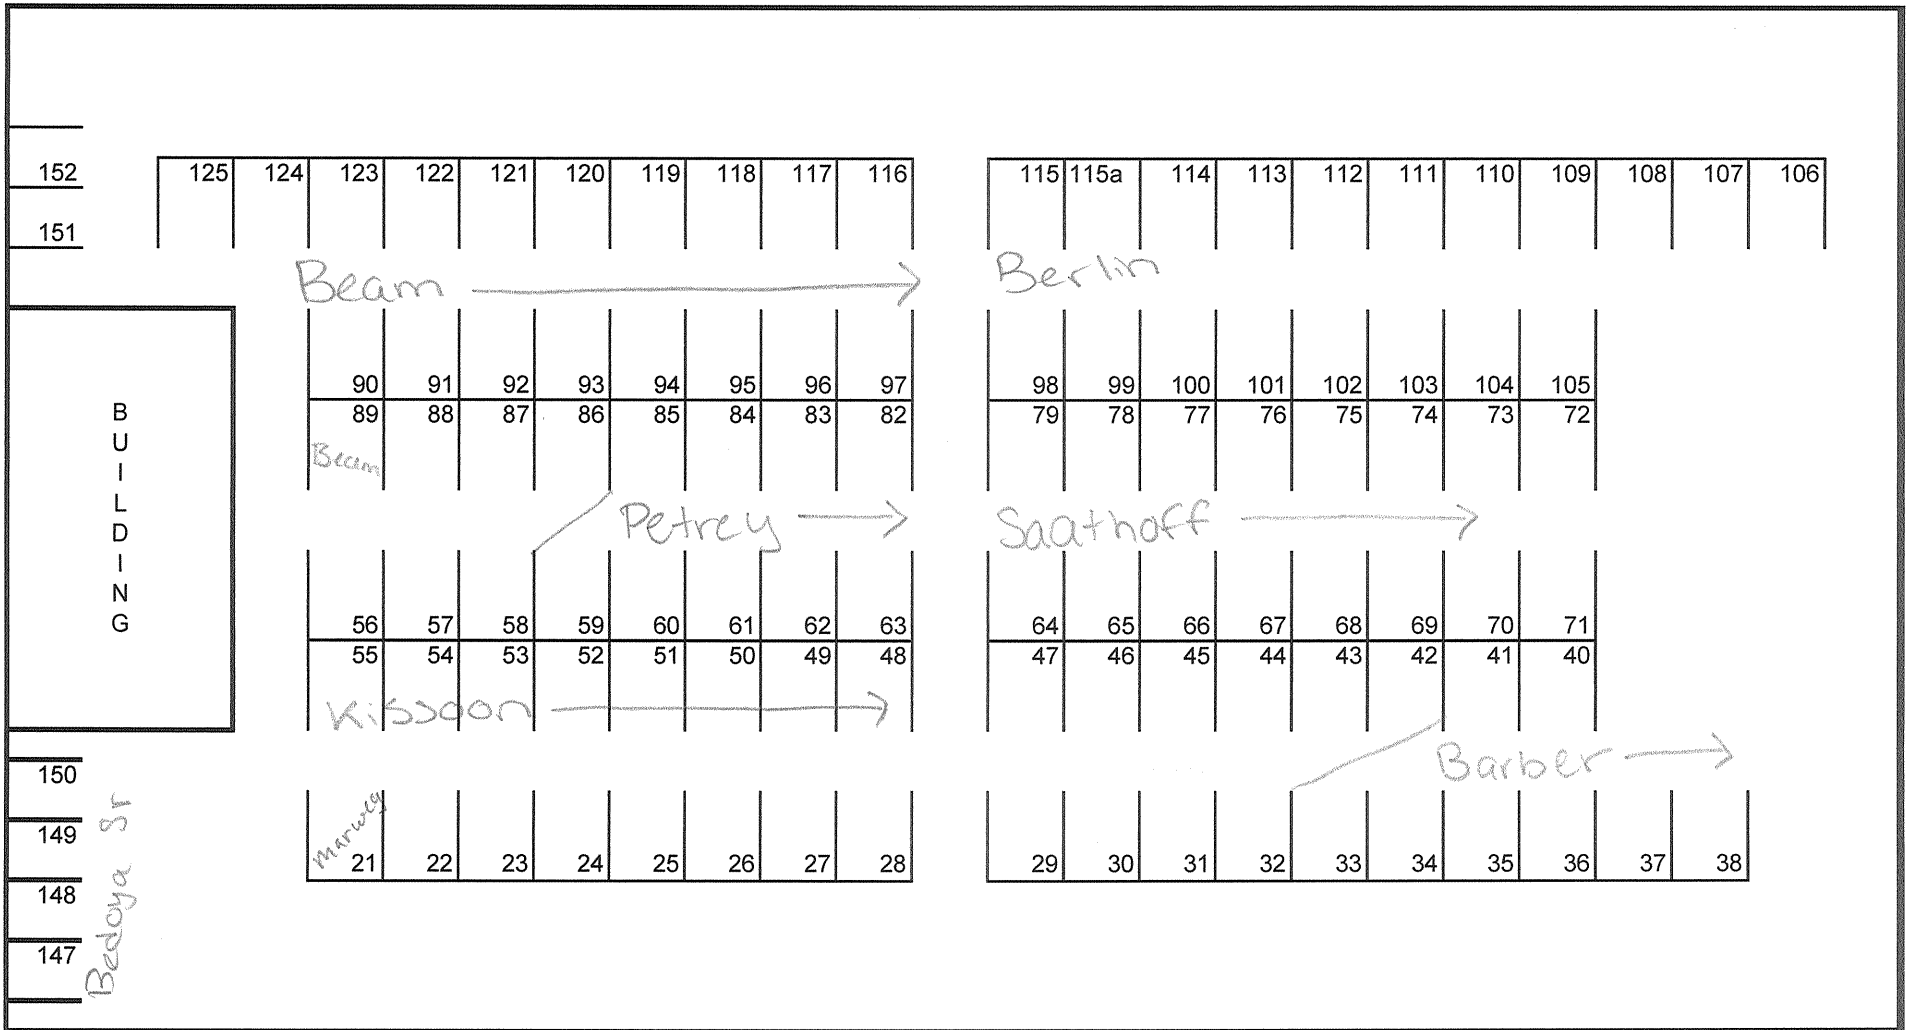 152 125 124 123 122 121 120 119 118 117 116 115 115a 114 113 112 111 110 109 108 107 106
151
Beam Berlin
90 91 92 93 94 95 96 97 98 99 100 101 102 103 104 105
89 88 87 86 85 84 83 82 79 78 77 76 75 74 73 72
Beam
Petrey Saathoff
BUILDING
56 57 58 59 60 61 62 63 64 65 66 67 68 69 70 71
55 54 53 52 51 50 49 48 47 46 45 44 43 42 41 40
Kissoon
Barber
150
149
148
147
Bedoya Sr
Marweg
21 22 23 24 25 26 27 28 29 30 31 32 33 34 35 36 37 38